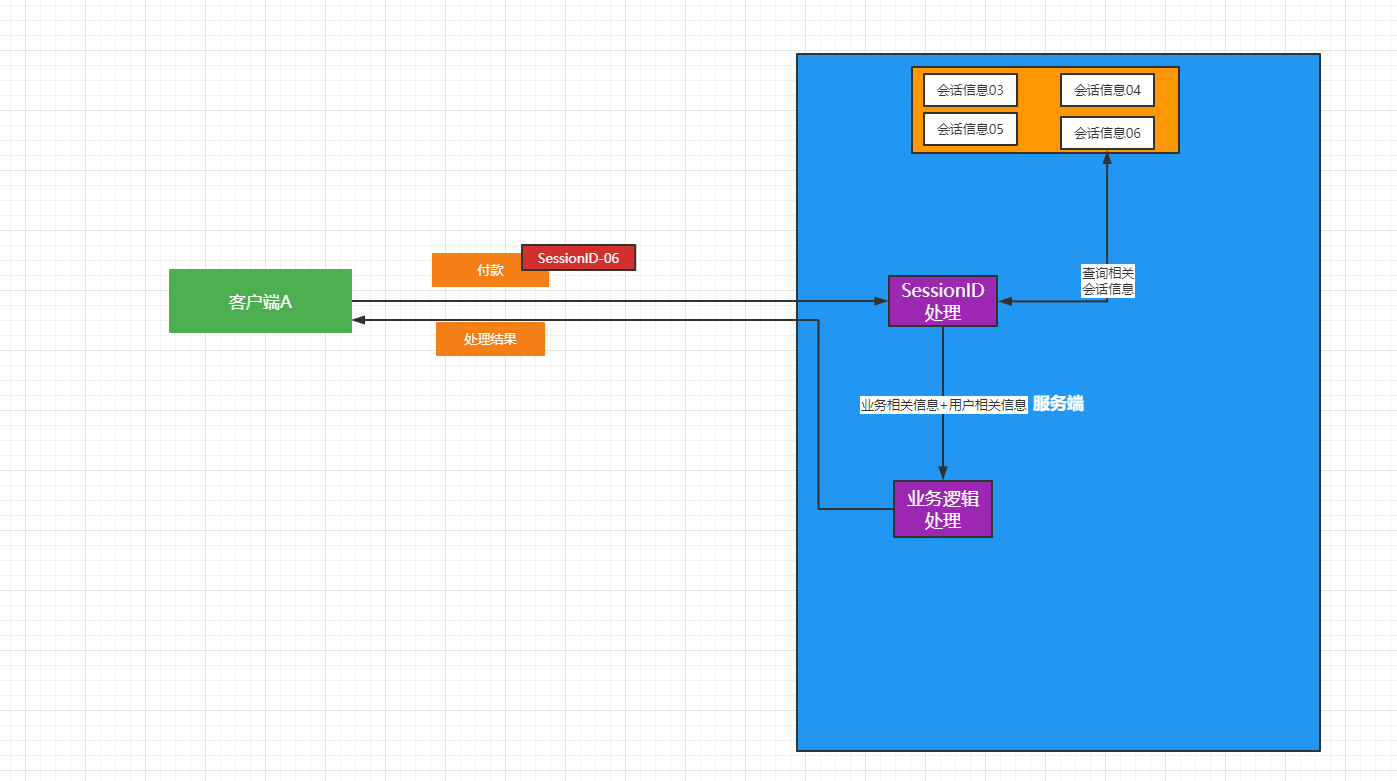 会话信息03
会话信息04
会话信息05
会话信息06
SessionID-06
付款
客户端A
处理结果
查询相关
会话信息
SessionID
处理
业务相关信息+用户相关信息
服务端
业务逻辑
处理